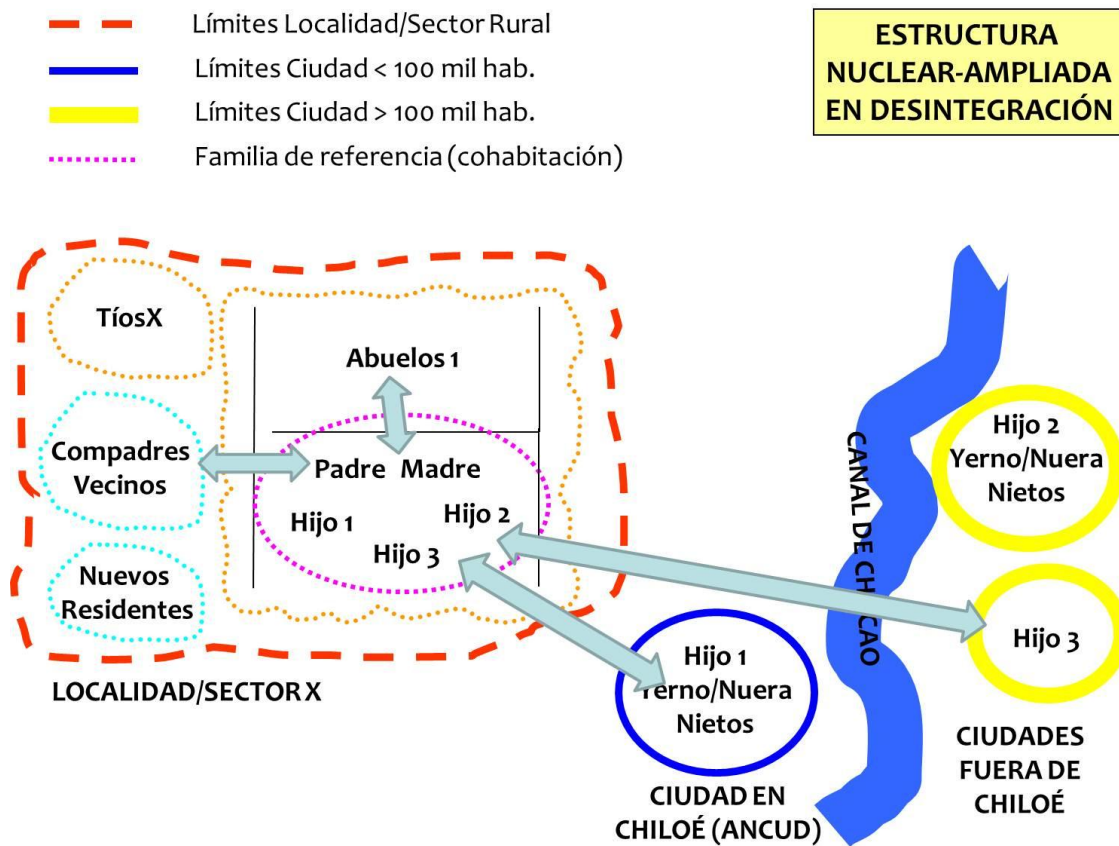 Límites Localidad/Sector Rural
Límites Ciudad < 100 mil hab.
Límites Ciudad > 100 mil hab.
Familia de referencia (cohabitación)
ESTRUCTURA
NUCLEAR-AMPLIADA
EN DESINTEGRACIÓN
TíosX
Abuelos 1
Compadres
Vecinos
Padre Madre
Hijo 1
Hijo 2
Hijo 3
Nuevos
Residentes
LOCALIDAD/SECTOR X
Hijo 1
Yerno/Nuera
Nietos
CIUDAD EN
CHILOÉ (ANCUD)
CANAL DE CH CAO
Hijo 2
Yerno/Nuera
Nietos
Hijo 3
CIUDADES
FUERA DE
CHILOÉ